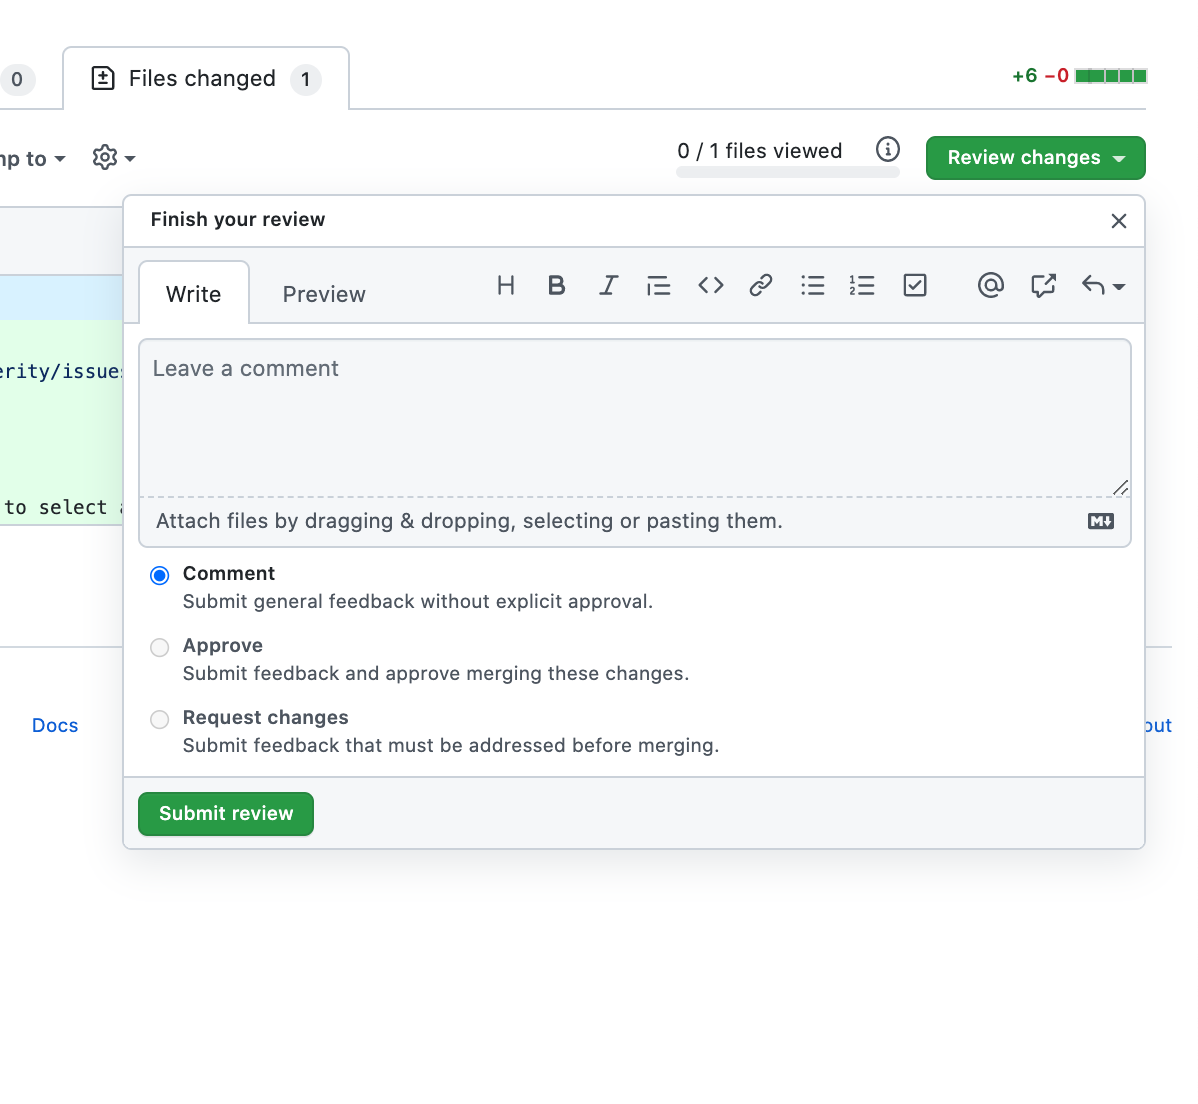 0
Files changed 1
+6 −0
mp to
0 / 1 files viewed
Review changes
Finish your review
Write
Preview
Leave a comment
erity/issues
to select
Attach files by dragging & dropping, selecting or pasting them.
Comment
Submit general feedback without explicit approval.
Approve
Submit feedback and approve merging these changes.
Request changes
Submit feedback that must be addressed before merging.
Docs
out
Submit review